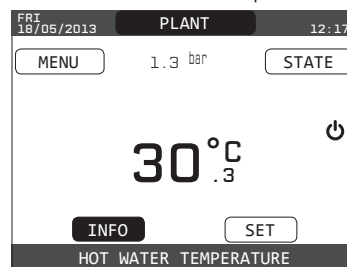 FRI
18/05/2013 PLANT 12:17
MENU 1.3 bar STATE
30.3°C
INFO SET
HOT WATER TEMPERATURE